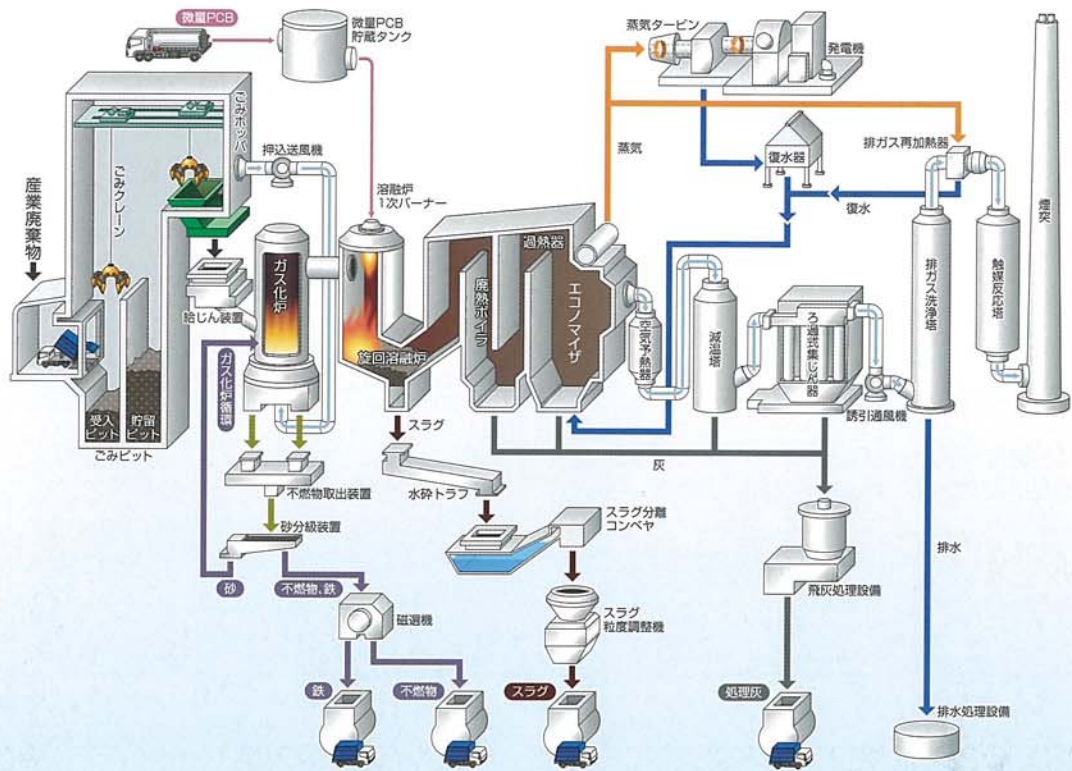 微量PCB
微量PCB
貯蔵タンク
蒸気タービン
発電機
ごみホッパ
押込送風機
ごみクレーン
産業廃棄物
溶融炉
1次バーナー
蒸気
復水器
排ガス再加熱器
復水
煙突
ガス化炉
給じん装置
過熱器
廃熱ボイラ
エコノマイザ
旋回溶融炉
空気予熱器
減温塔
ろ過式集じん器
排ガス洗浄塔
触媒反応塔
誘引通風機
ガス化炉循環
受入
ピット
貯留
ピット
ごみピット
スラグ
灰
不燃物取出装置
水砕トラフ
砂分級装置
スラグ分離
コンベヤ
排水
砂
不燃物、鉄
飛灰処理設備
磁選機
スラグ
粒度調整機
鉄
不燃物
スラグ
処理灰
排水処理設備